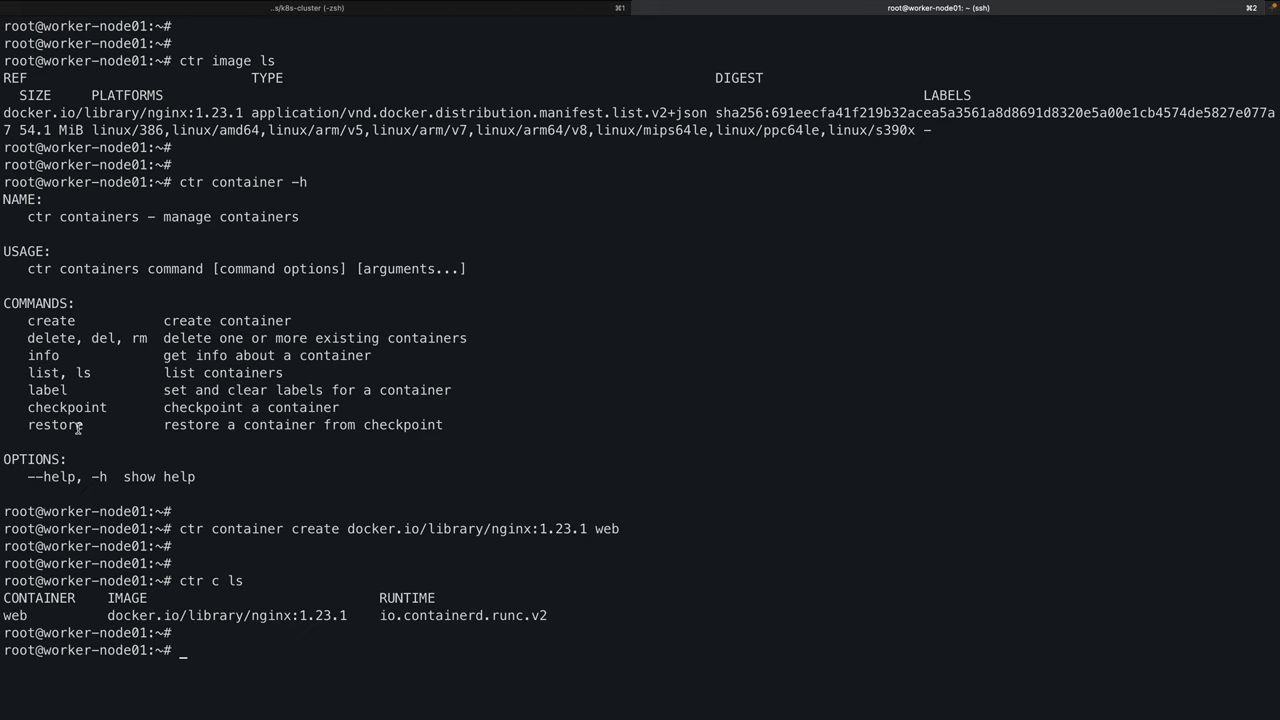 ..s/k8s-cluster (-zsh) ⌘1 root@worker-node01: ~ (ssh) ⌘2
root@worker-node01:~#
root@worker-node01:~#
root@worker-node01:~# ctr image ls
REF TYPE DIGEST
SIZE PLATFORMS LABELS
docker.io/library/nginx:1.23.1 application/vnd.docker.distribution.manifest.list.v2+json sha256:691eecfa41f219b32acea5a3561a8d8691d8320e5a00e1cb4574de5827e077a
7 54.1 MiB linux/386,linux/amd64,linux/arm/v5,linux/arm/v7,linux/arm64/v8,linux/mips64le,linux/ppc64le,linux/s390x -
root@worker-node01:~#
root@worker-node01:~#
root@worker-node01:~# ctr container -h
NAME:
ctr containers - manage containers
USAGE:
ctr containers command [command options] [arguments...]
COMMANDS:
create create container
delete, del, rm delete one or more existing containers
info get info about a container
list, ls list containers
label set and clear labels for a container
checkpoint checkpoint a container
restore restore a container from checkpoint
OPTIONS:
--help, -h show help
root@worker-node01:~#
root@worker-node01:~# ctr container create docker.io/library/nginx:1.23.1 web
root@worker-node01:~#
root@worker-node01:~#
root@worker-node01:~# ctr c ls
CONTAINER IMAGE RUNTIME
web docker.io/library/nginx:1.23.1 io.containerd.runc.v2
root@worker-node01:~#
root@worker-node01:~# _